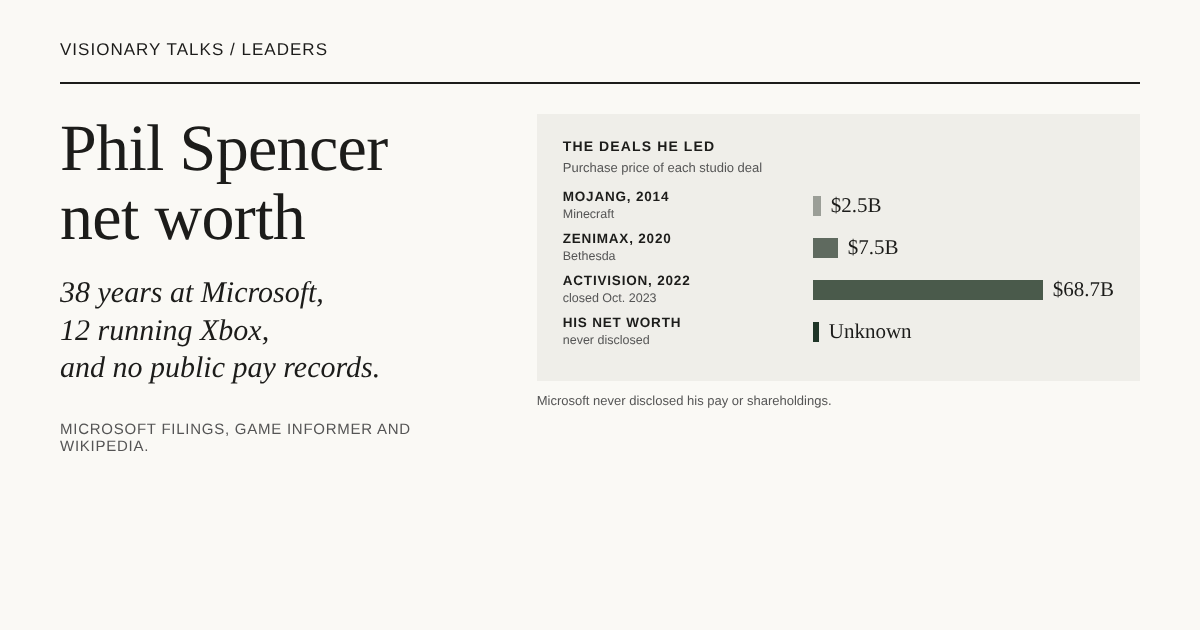 VISIONARY TALKS / LEADERS
Phil Spencer
net worth
38 years at Microsoft,
12 running Xbox,
and no public pay records.
MICROSOFT FILINGS, GAME INFORMER AND
WIKIPEDIA.
THE DEALS HE LED
Purchase price of each studio deal
MOJANG, 2014
Minecraft
$2.5B
ZENIMAX, 2020
Bethesda
$7.5B
ACTIVISION, 2022
closed Oct. 2023
$68.7B
HIS NET WORTH
never disclosed
Unknown
Microsoft never disclosed his pay or shareholdings.